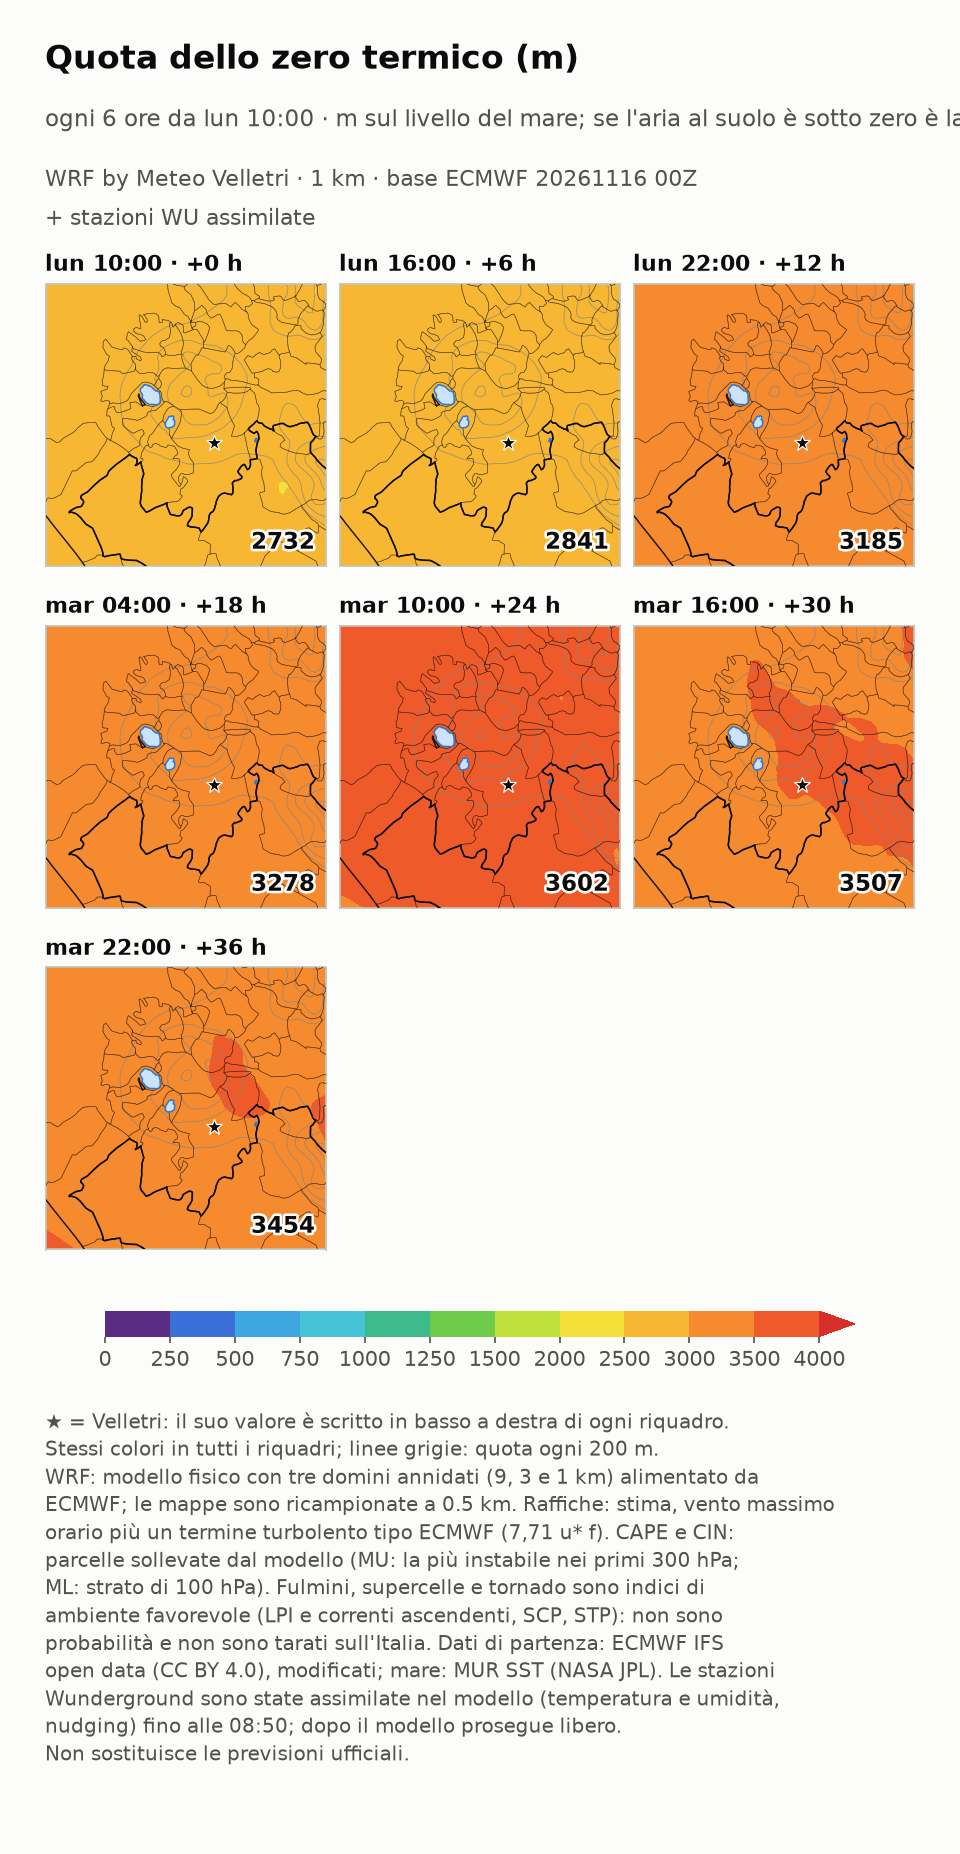 Quota dello zero termico (m)
ogni 6 ore da lun 10:00 · m sul livello del mare; se l'aria al suolo è sotto zero è la
WRF by Meteo Velletri · 1 km · base ECMWF 20261116 00Z
+ stazioni WU assimilate
lun 10:00 · +0 h
lun 16:00 · +6 h
lun 22:00 · +12 h
2732
2841
3185
mar 04:00 · +18 h
mar 10:00 · +24 h
mar 16:00 · +30 h
3278
3602
3507
mar 22:00 · +36 h
3454
0 250 500 750 1000 1250 1500 2000 2500 3000 3500 4000
★ = Velletri: il suo valore è scritto in basso a destra di ogni riquadro.
Stessi colori in tutti i riquadri; linee grigie: quota ogni 200 m.
WRF: modello fisico con tre domini annidati (9, 3 e 1 km) alimentato da
ECMWF; le mappe sono ricampionate a 0.5 km. Raffiche: stima, vento massimo
orario più un termine turbolento tipo ECMWF (7,71 u* f). CAPE e CIN:
parcelle sollevate dal modello (MU: la più instabile nei primi 300 hPa;
ML: strato di 100 hPa). Fulmini, supercelle e tornado sono indici di
ambiente favorevole (LPI e correnti ascendenti, SCP, STP): non sono
probabilità e non sono tarati sull'Italia. Dati di partenza: ECMWF IFS
open data (CC BY 4.0), modificati; mare: MUR SST (NASA JPL). Le stazioni
Wunderground sono state assimilate nel modello (temperatura e umidità,
nudging) fino alle 08:50; dopo il modello prosegue libero.
Non sostituisce le previsioni ufficiali.